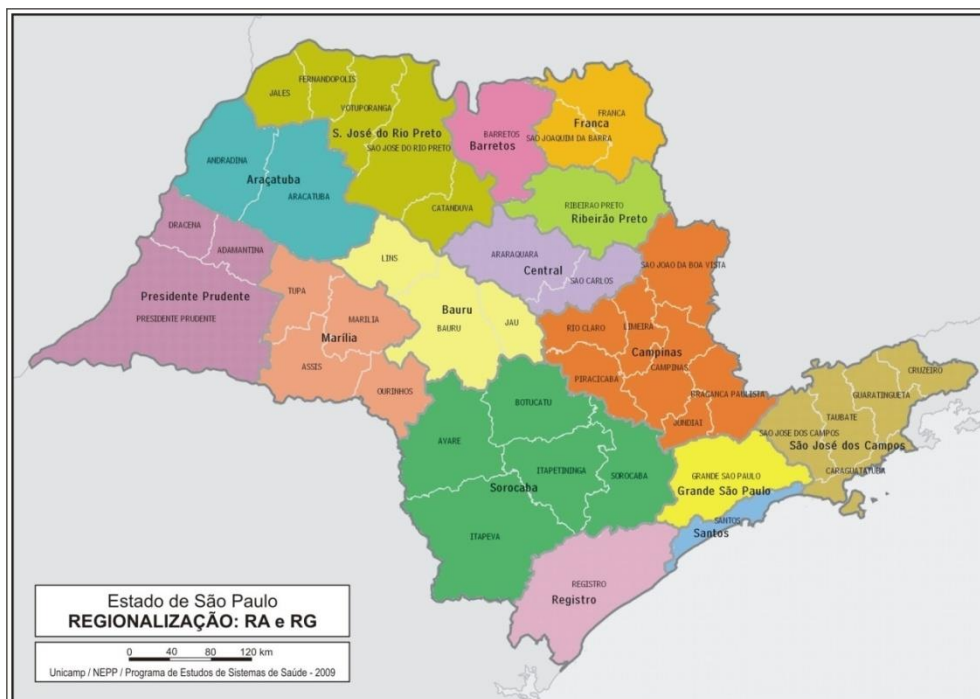 FERNANDOPOLIS
JALES
VOTUPORANGA
S. José do Rio Preto
SAO JOSE DO RIO PRETO
CATANDUVA
BARRETOS
Barretos
FRANCA
Franca
SAO JOAQUIM DA BARRA
ANDRADINA
Araçatuba
ARACATUBA
RIBEIRAO PRETO
Ribeirão Preto
DRACENA
ADAMANTINA
Presidente Prudente
PRESIDENTE PRUDENTE
LINS
Bauru
BAURU
JAU
ARARAQUARA
Central
SAO CARLOS
SAO JOAO DA BOA VISTA
TUPA
MARILIA
Marília
ASSIS
OURINHOS
RIO CLARO
LIMEIRA
Campinas
CAMPINAS
PIRACICABA
BRAGANCA PAULISTA
JUNDIAI
CRUZEIRO
GUARATINGUETA
TAUBATE
SAO JOSE DOS CAMPOS
São José dos Campos
CARAGUATATUBA
BOTUCATU
AVARE
ITAPETININGA
SOROCABA
Sorocaba
ITAPEVA
GRANDE SAO PAULO
Grande São Paulo
SANTOS
Santos
REGISTRO
Registro
Estado de São Paulo
REGIONALIZAÇÃO: RA e RG
0 40 80 120 km
Unicamp / NEPP / Programa de Estudos de Sistemas de Saúde - 2009